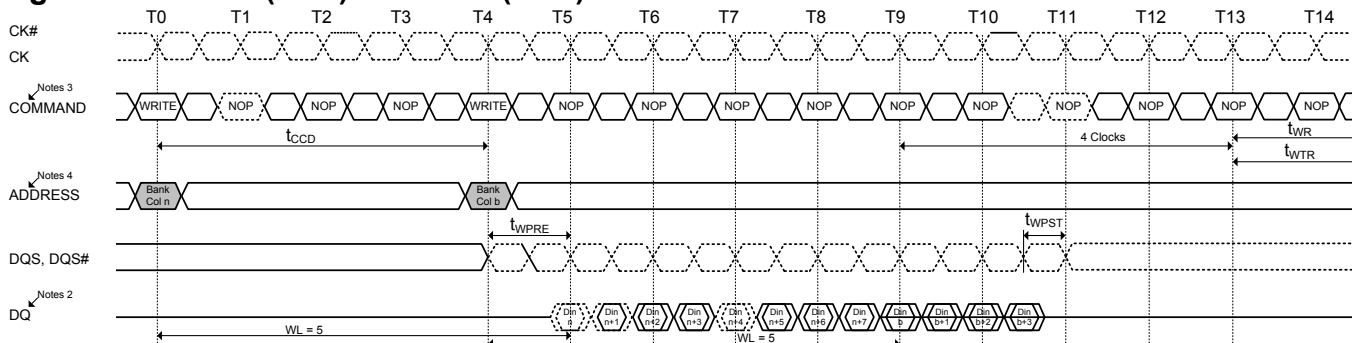 T0 T1 T2 T3 T4 T5 T6 T7 T8 T9 T10 T11 T12 T13 T14
CK#
CK
Notes 3
COMMAND
WRITE NOP NOP NOP WRITE NOP NOP NOP NOP NOP NOP NOP NOP NOP NOP
tCCD
4 Clocks
tWR
tWTR
Notes 4
ADDRESS
Bank Col n
Bank Col b
tWPRE
tWPST
DQS, DQS#
Notes 2
DQ
Din n
Din n+1
Din n+2
Din n+3
Din n+4
Din n+5
Din n+6
Din n+7
Din b
Din b+1
Din b+2
Din b+3
WL = 5
WL = 5